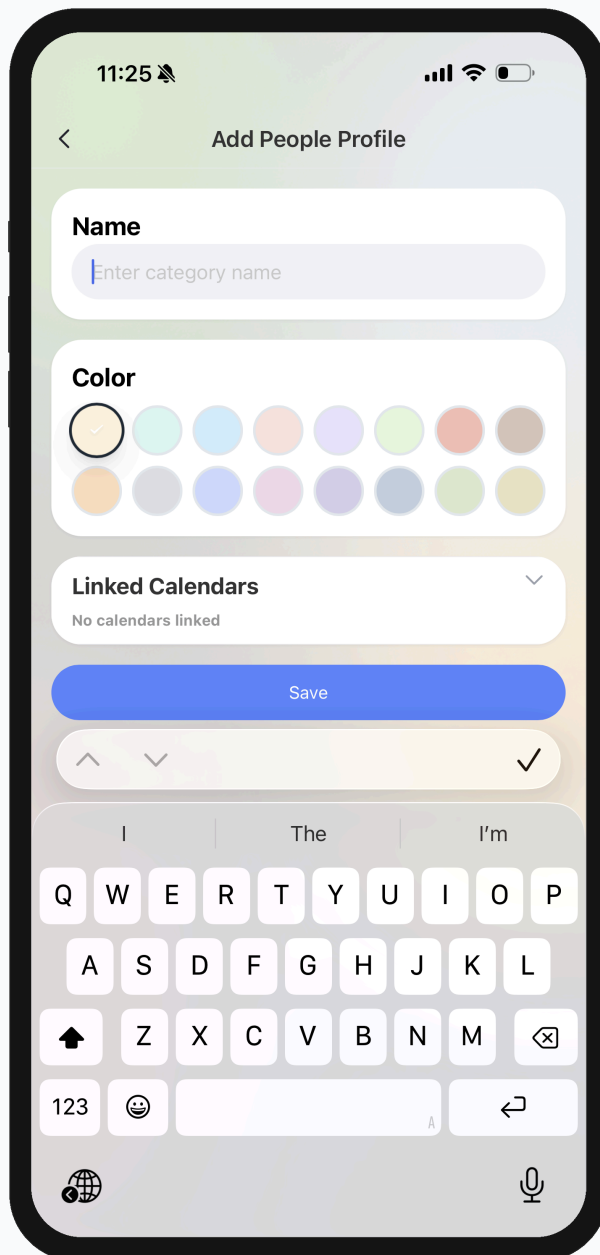 11:25
Add People Profile
Name
Enter category name
Color
Linked Calendars
No calendars linked
Save
I The I'm
Q W E R T Y U I O P
A S D F G H J K L
Z X C V B N M
123
A